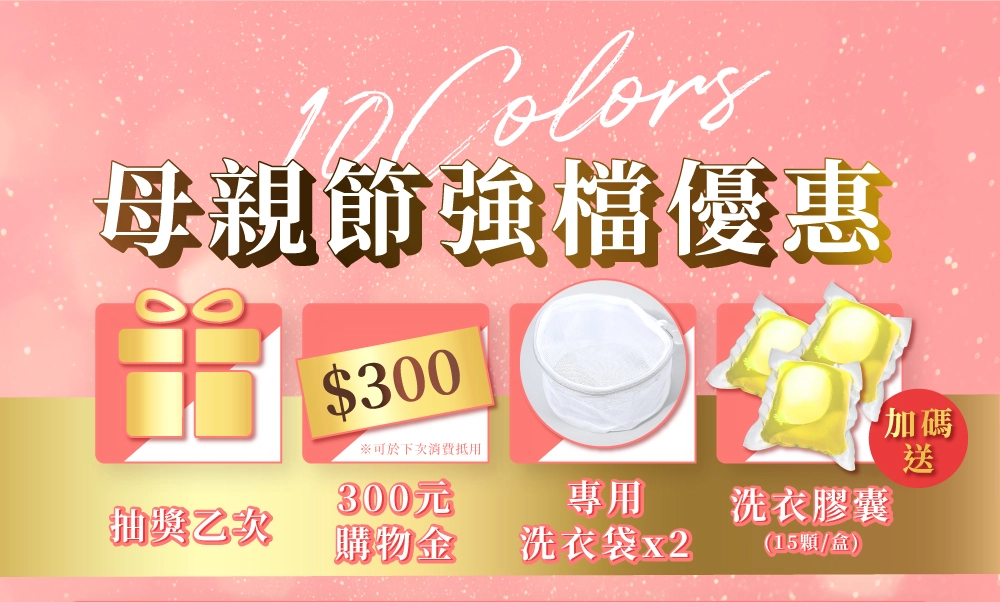 10 Colors
母親節強檔優惠
$300
※可於下次消費抵用
加碼
送
抽獎乙次
300元
購物金
專用
洗衣袋x2
洗衣膠囊
(15顆/盒)